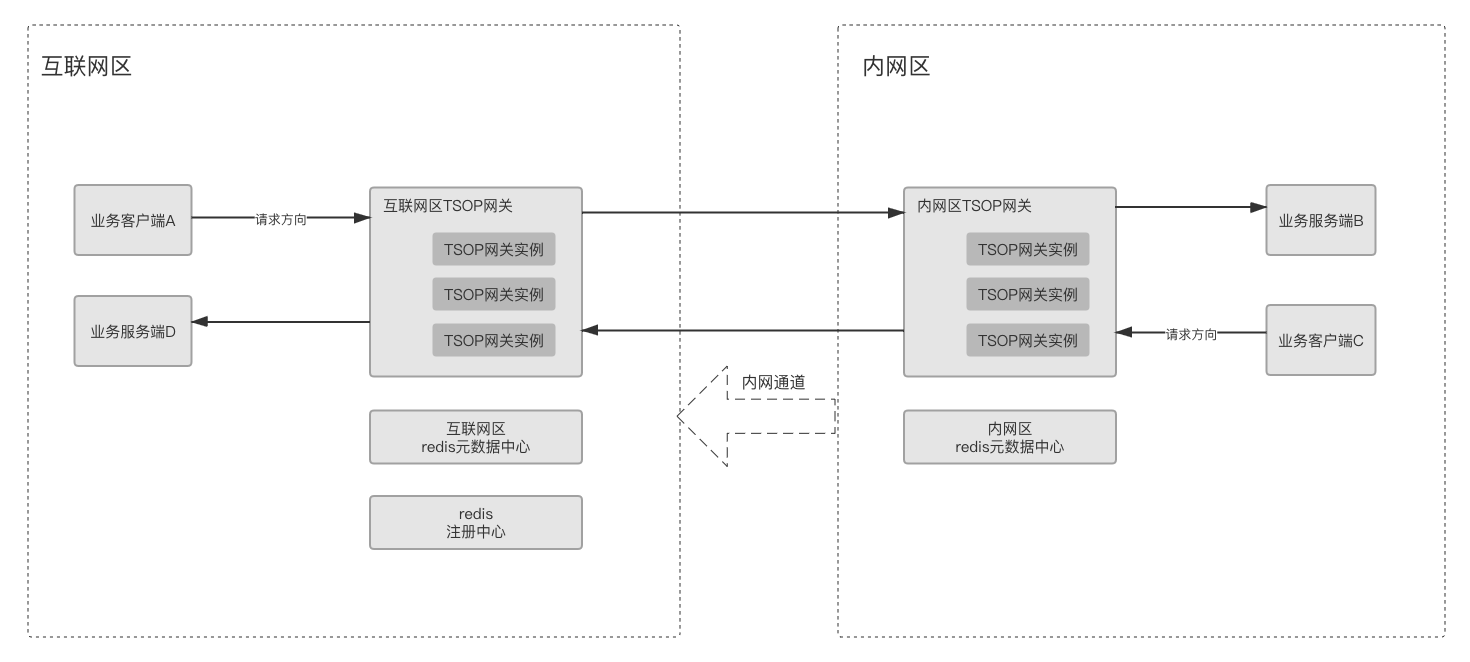 互联网区
内网区
业务客户端A
请求方向
互联网区TSOP网关
TSOP网关实例
TSOP网关实例
TSOP网关实例
业务服务端D
内网区TSOP网关
TSOP网关实例
TSOP网关实例
TSOP网关实例
业务服务端B
请求方向
业务客户端C
内网通道
互联网区
redis元数据中心
内网区
redis元数据中心
redis
注册中心